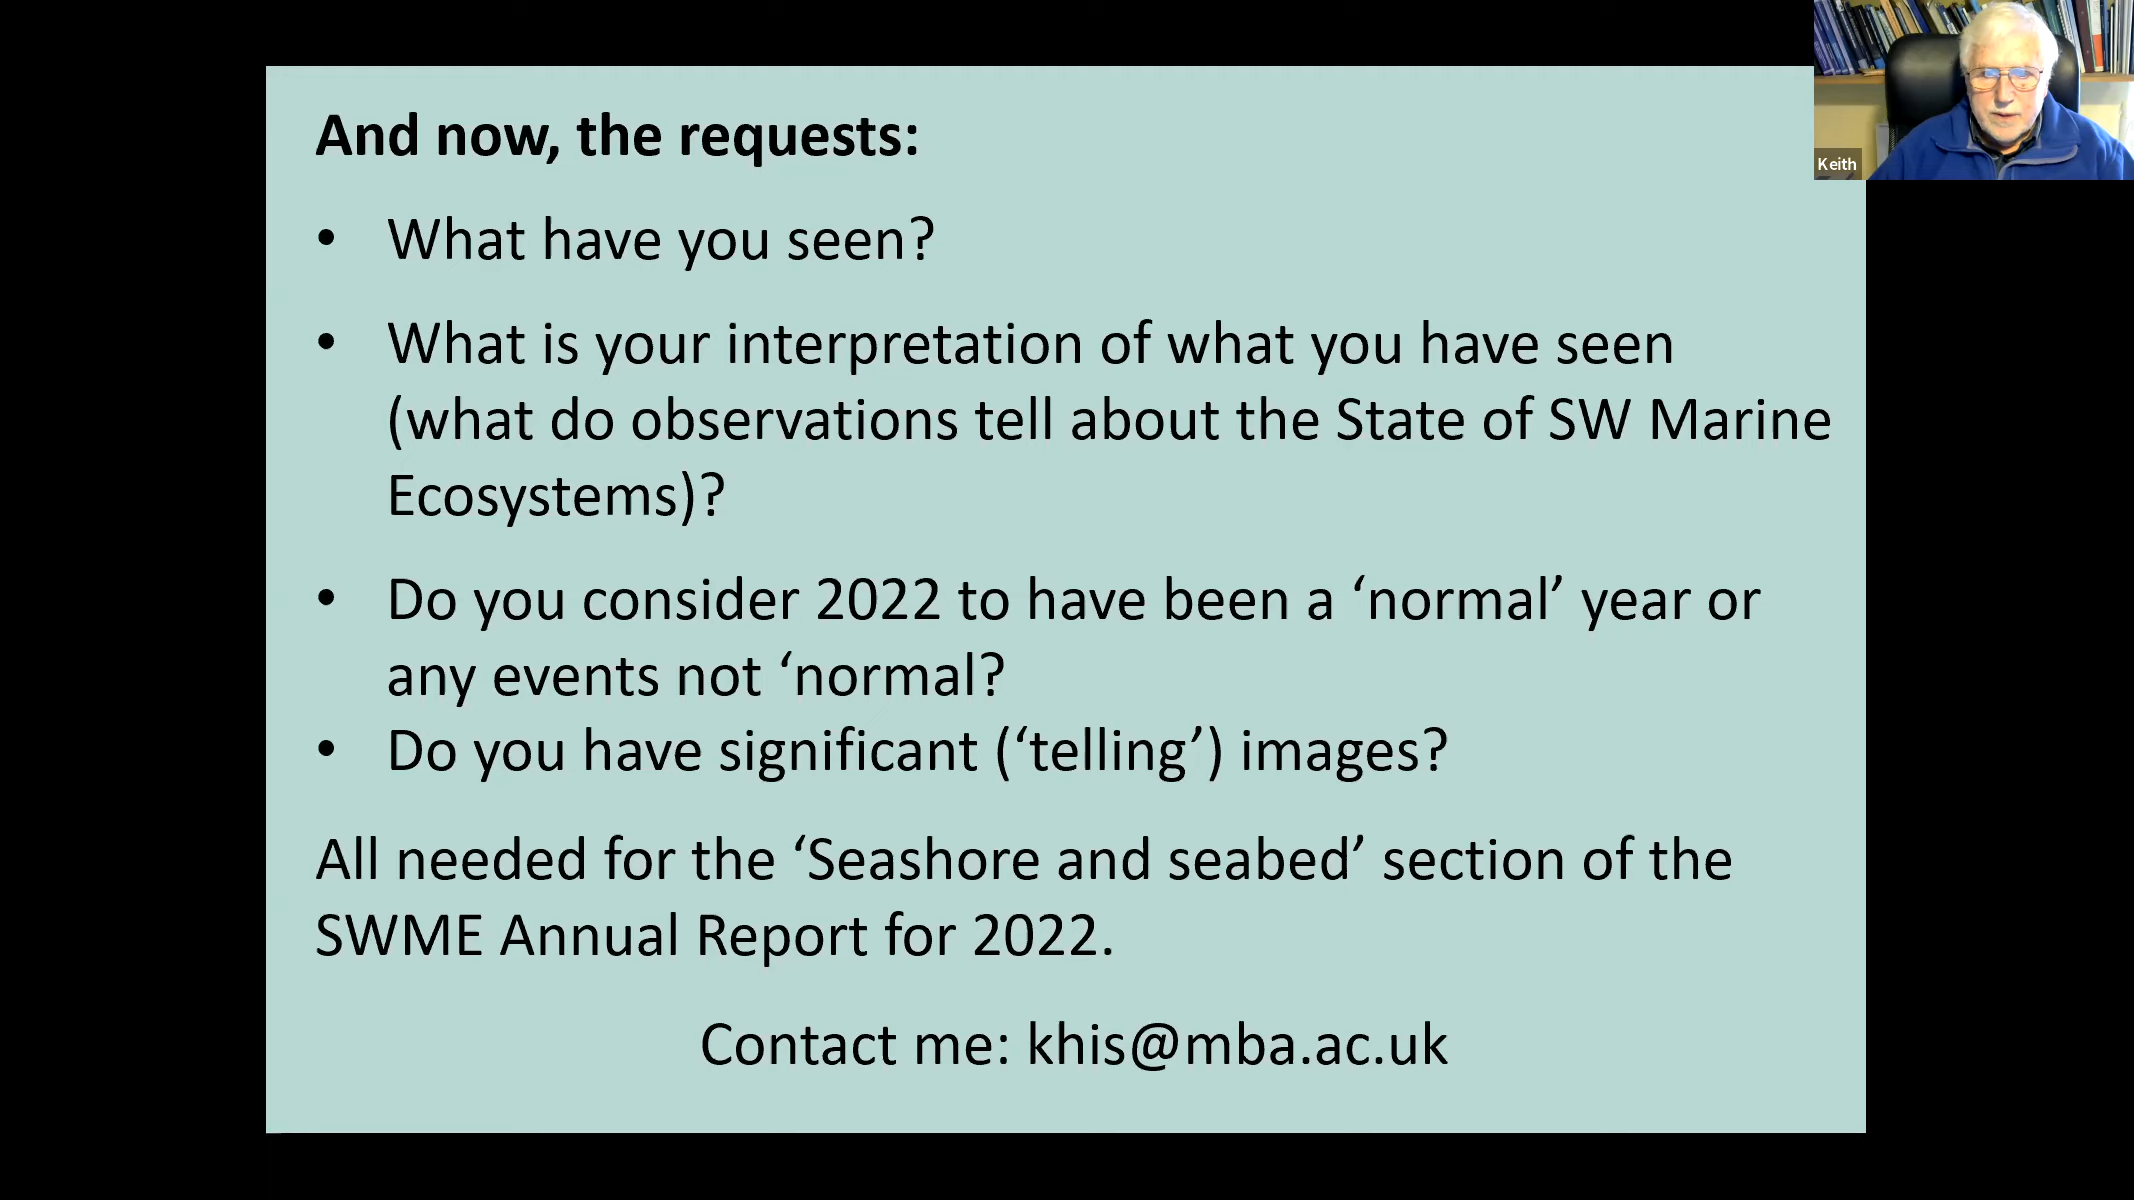 And now, the requests:
• What have you seen?
• What is your interpretation of what you have seen
(what do observations tell about the State of SW Marine
Ecosystems)?
• Do you consider 2022 to have been a ‘normal’ year or
any events not ‘normal?
• Do you have significant (‘telling’) images?
All needed for the ‘Seashore and seabed’ section of the
SWME Annual Report for 2022.
Contact me: khis@mba.ac.uk
Keith